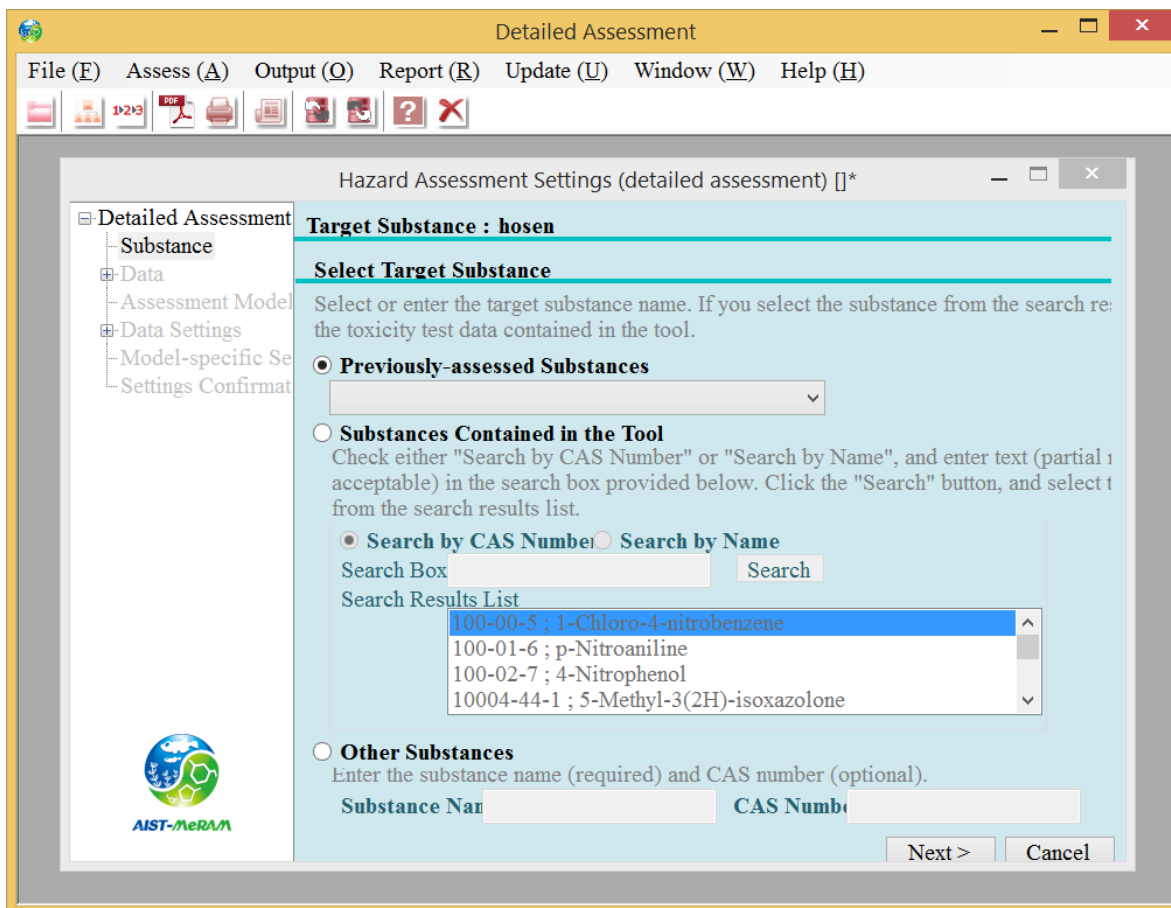 Detailed Assessment
File (F) Assess (A) Output (O) Report (R) Update (U) Window (W) Help (H)
1›2›3 PDF ?
Hazard Assessment Settings (detailed assessment) []*
Detailed Assessment
Substance
Data
Assessment Model
Data Settings
Model-specific Se
Settings Confirmat
AIST-MeRAM
Target Substance : hosen
Select Target Substance
Select or enter the target substance name. If you select the substance from the search re
the toxicity test data contained in the tool.
Previously-assessed Substances
Substances Contained in the Tool
Check either "Search by CAS Number" or "Search by Name", and enter text (partial
acceptable) in the search box provided below. Click the "Search" button, and select t
from the search results list.
Search by CAS Number Search by Name
Search Box Search
Search Results List
100-00-5 ; 1-Chloro-4-nitrobenzene
100-01-6 ; p-Nitroaniline
100-02-7 ; 4-Nitrophenol
10004-44-1 ; 5-Methyl-3(2H)-isoxazolone
Other Substances
Enter the substance name (required) and CAS number (optional).
Substance Nam CAS Numbe
Next > Cancel